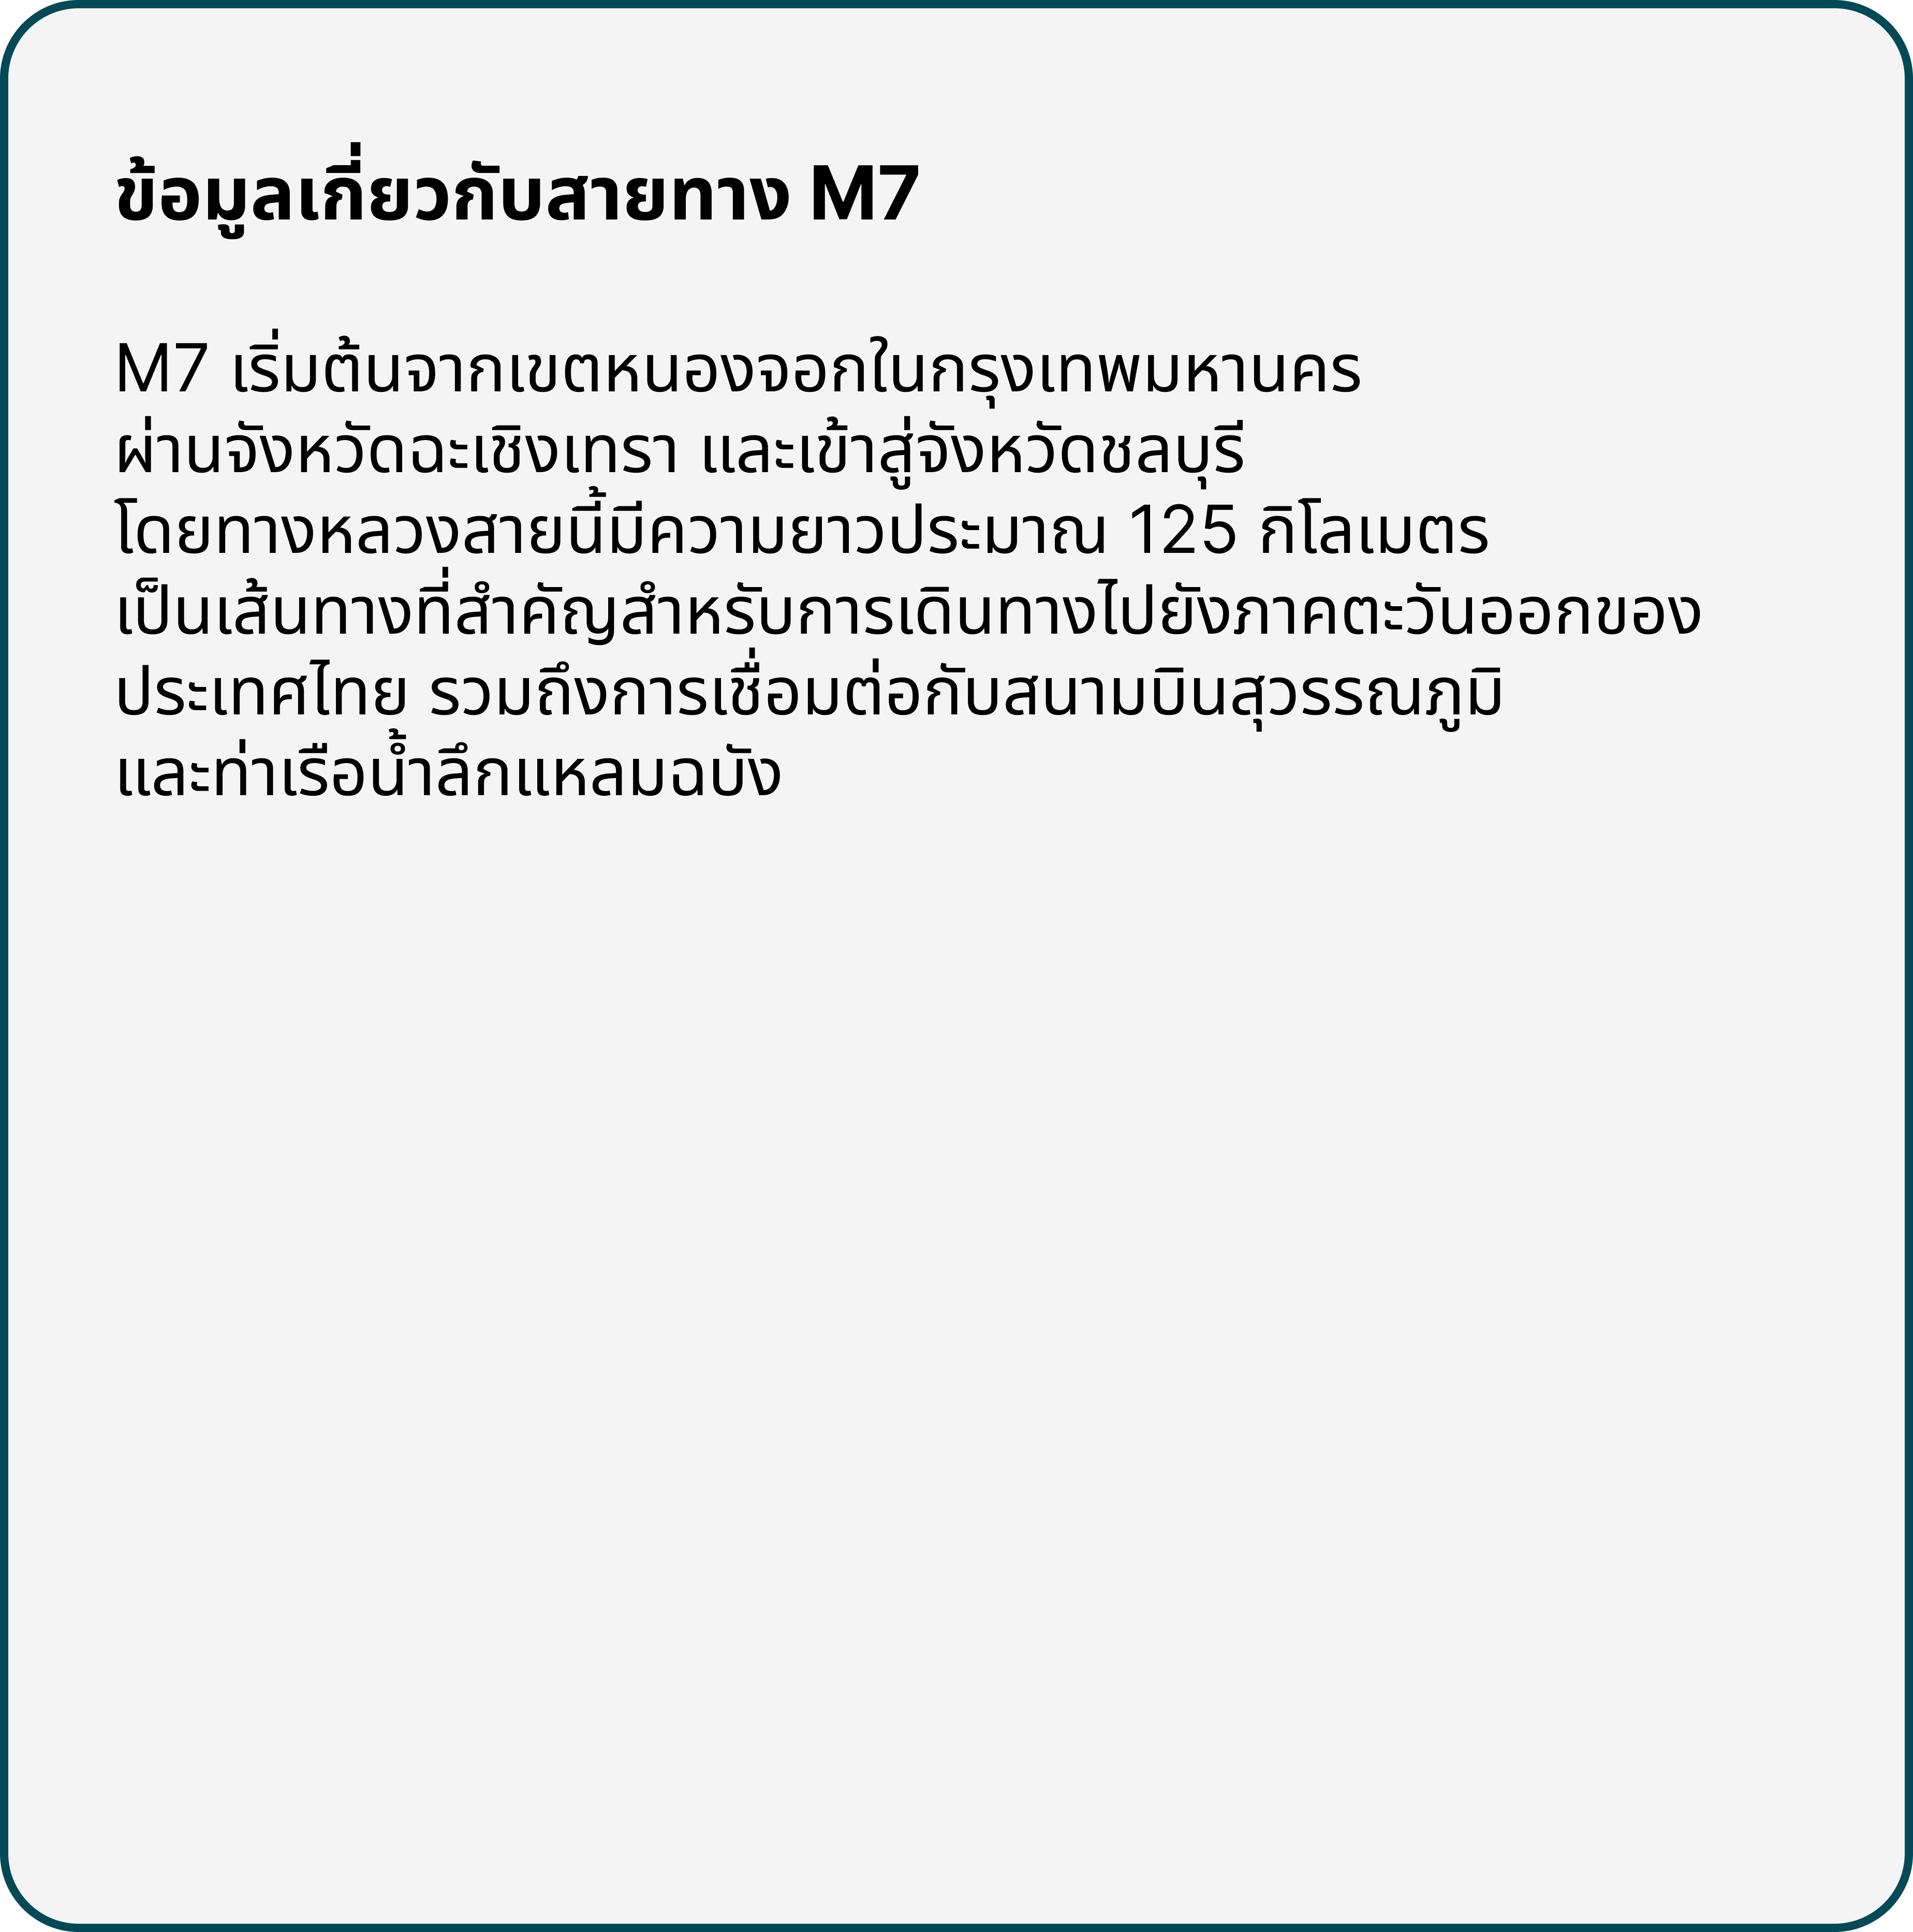 ข้อมูลเกี่ยวกับสายทาง M7
M7 เริ่มต้นจากเขตหนองจอกในกรุงเทพมหานคร
ผ่านจังหวัดฉะเชิงเทรา และเข้าสู่จังหวัดชลบุรี
โดยทางหลวงสายนี้มีความยาวประมาณ 125 กิโลเมตร
เป็นเส้นทางที่สำคัญสำหรับการเดินทางไปยังภาคตะวันออกของ
ประเทศไทย รวมถึงการเชื่อมต่อกับสนามบินสุวรรณภูมิ
และท่าเรือน้ำลึกแหลมฉบัง